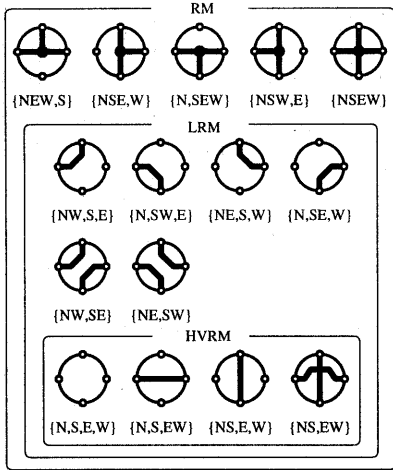 RM
{NEW,S} {NSE,W} {N,SEW} {NSW,E} {NSEW}
LRM
{NW,S,E} {N,SW,E} {NE,S,W} {N,SE,W}
{NW,SE} {NE,SW}
HVRM
{N,S,E,W} {N,S,EW} {NS,E,W} {NS,EW}